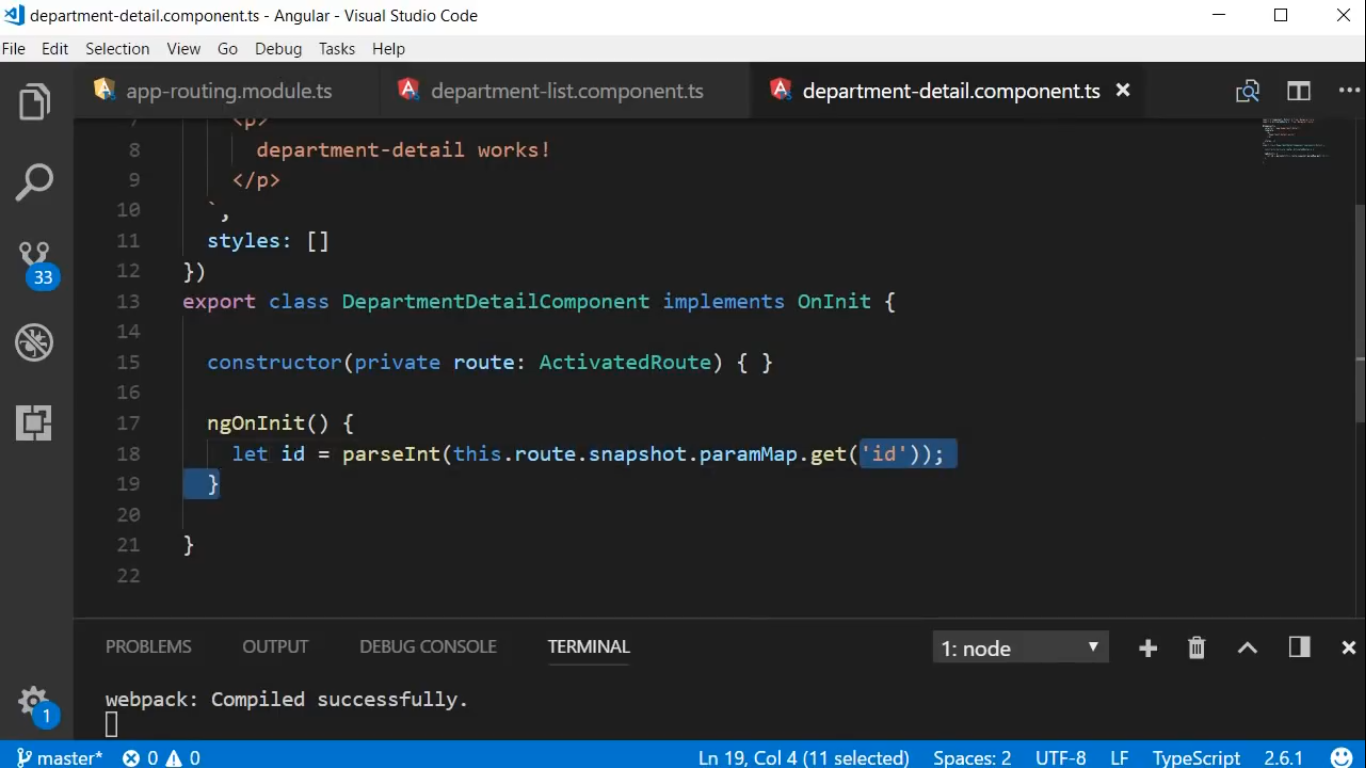 department-detail.component.ts - Angular - Visual Studio Code
File Edit Selection View Go Debug Tasks Help
app-routing.module.ts department-list.component.ts department-detail.component.ts
7 <p>
8 department-detail works!
9 </p>
10 `,
11 styles: []
12 })
13 export class DepartmentDetailComponent implements OnInit {
14
15 constructor(private route: ActivatedRoute) { }
16
17 ngOnInit() {
18 let id = parseInt(this.route.snapshot.paramMap.get('id'));
19 }
20
21 }
22
33
1
PROBLEMS OUTPUT DEBUG CONSOLE TERMINAL 1: node
webpack: Compiled successfully.
master* 0 0 Ln 19, Col 4 (11 selected) Spaces: 2 UTF-8 LF TypeScript 2.6.1